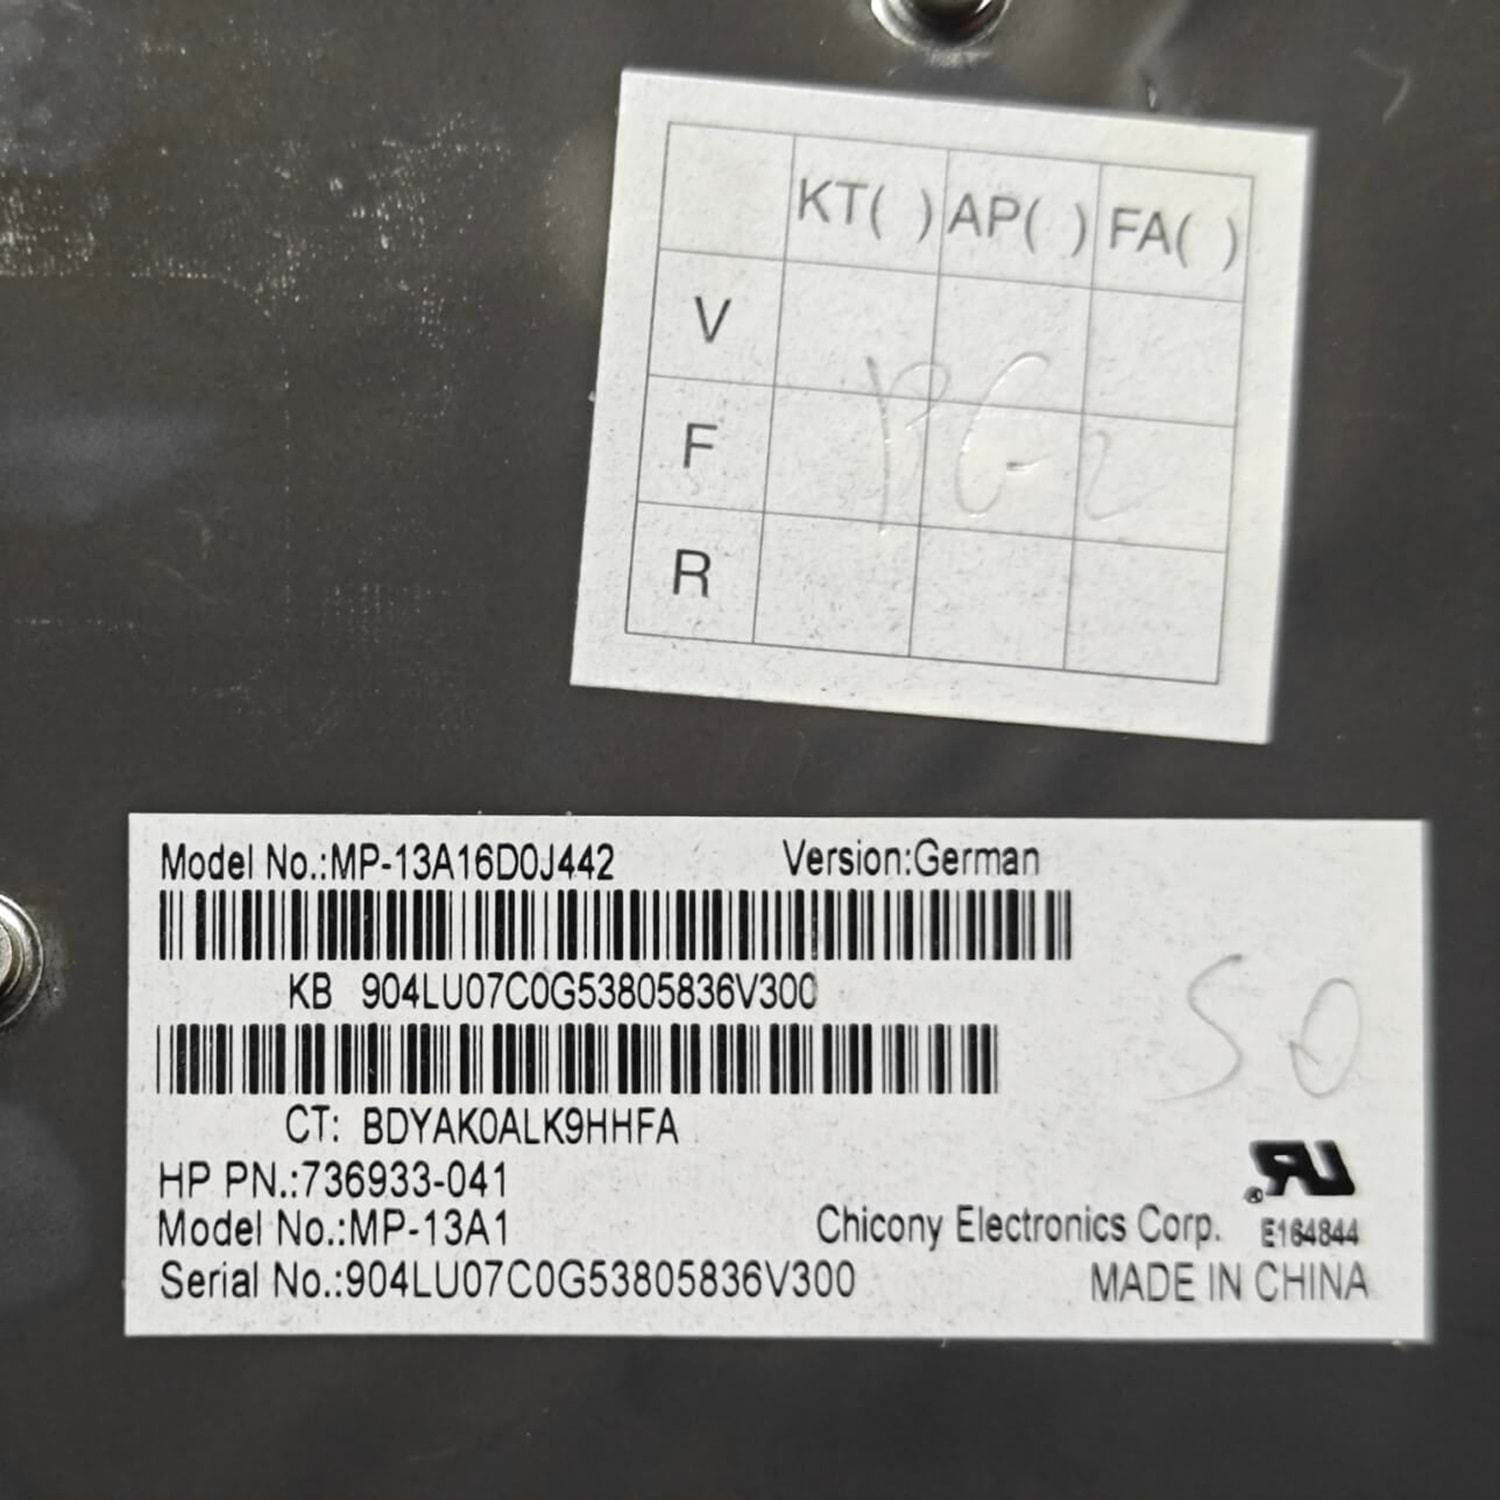 KT( ) AP( ) FA( )
V
F
R
Model No.:MP-13A16D0J442 Version:German
KB 904LU07C0G53805836V300
CT: BDYAK0ALK9HHFA
HP PN.:736933-041
Model No.:MP-13A1
Chicony Electronics Corp. E164844
Serial No.:904LU07C0G53805836V300
MADE IN CHINA
50